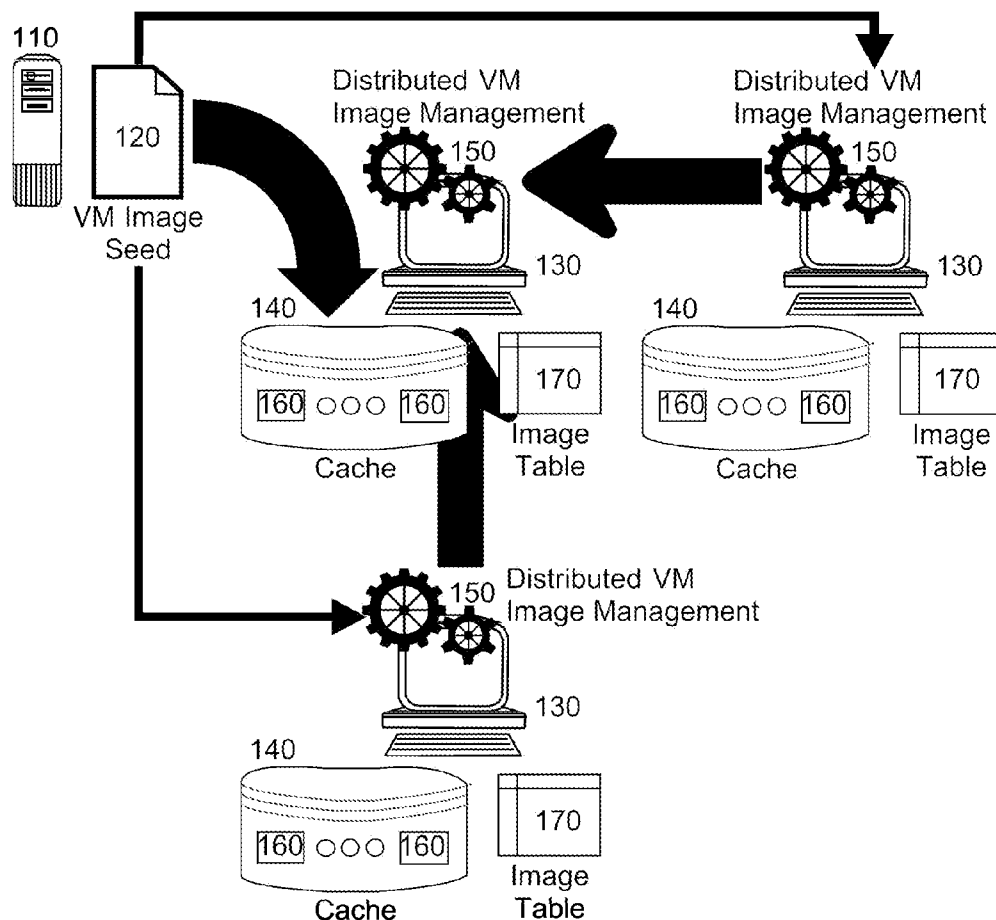 110
120
VM Image
Seed
Distributed VM
Image Management
150
130
140
160
160
Cache
170
Image
Table
Distributed VM
Image Management
150
130
140
160
160
Cache
170
Image
Table
150
Distributed VM
Image Management
130
140
160
160
Cache
170
Image
Table